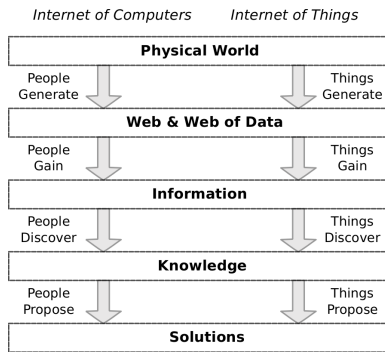 Internet of Computers
Internet of Things
Physical World
People
Generate
Things
Generate
Web & Web of Data
People
Gain
Things
Gain
Information
People
Discover
Things
Discover
Knowledge
People
Propose
Things
Propose
Solutions